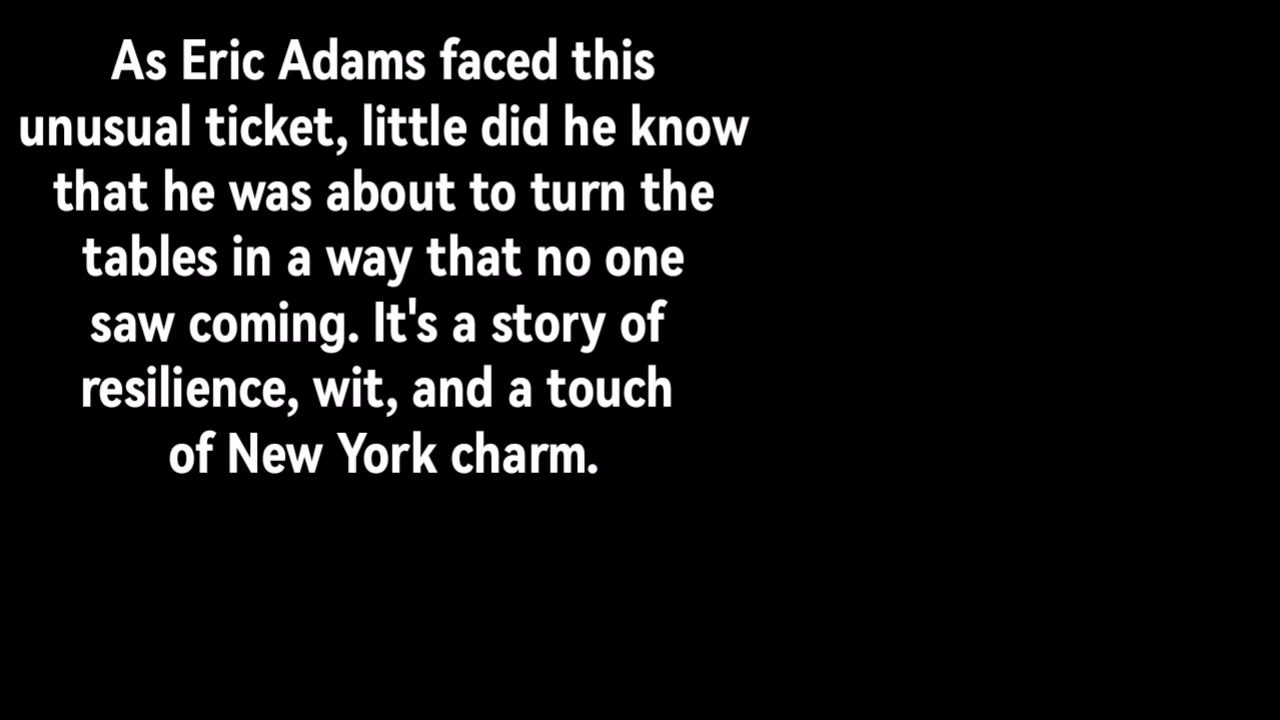 As Eric Adams faced this
unusual ticket, little did he know
that he was about to turn the
tables in a way that no one
saw coming. It's a story of
resilience, wit, and a touch
of New York charm.